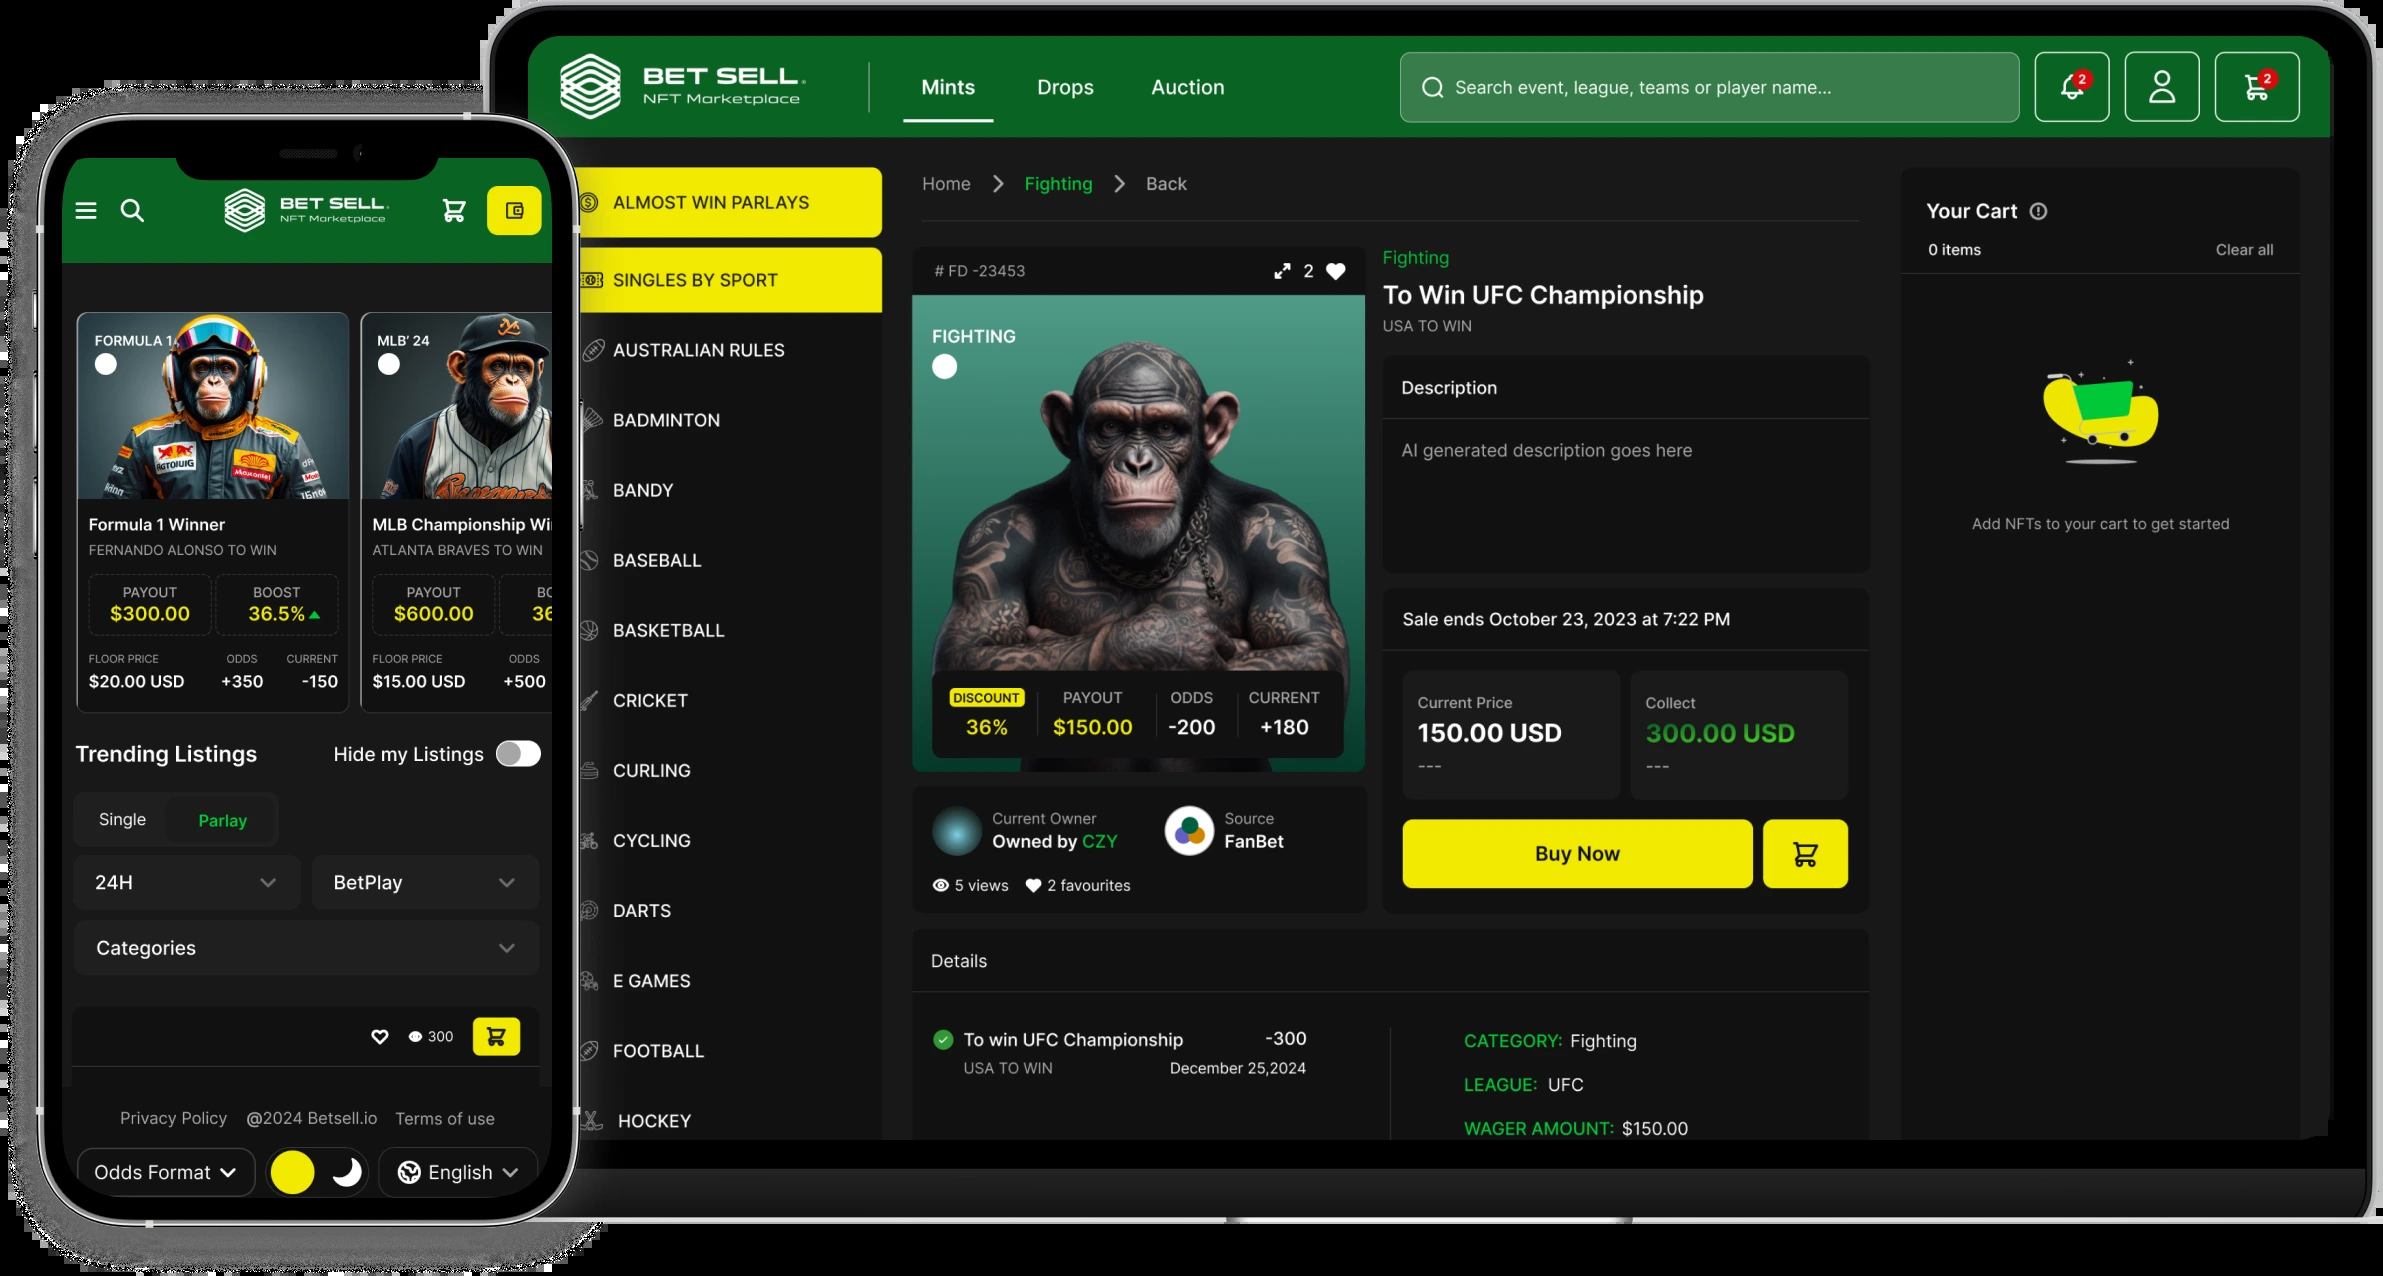 BET SELL
NFT Marketplace
Mints
Drops
Auction
Search event, league, teams or player name...
2
2
ALMOST WIN PARLAYS
SINGLES BY SPORT
AUSTRALIAN RULES
BADMINTON
BANDY
BASEBALL
BASKETBALL
CRICKET
CURLING
CYCLING
DARTS
E GAMES
FOOTBALL
HOCKEY
Home
Fighting
Back
# FD -23453
2
FIGHTING
DISCOUNT
36%
PAYOUT
$150.00
ODDS
-200
CURRENT
+180
Current Owner
Owned by CZY
Source
FanBet
5 views
2 favourites
Fighting
To Win UFC Championship
USA TO WIN
Description
AI generated description goes here
Sale ends October 23, 2023 at 7:22 PM
Current Price
150.00 USD
---
Collect
300.00 USD
---
Buy Now
Details
To win UFC Championship -300
USA TO WIN December 25,2024
CATEGORY: Fighting
LEAGUE: UFC
WAGER AMOUNT: $150.00
Your Cart
0 items
Clear all
Add NFTs to your cart to get started
BET SELL
NFT Marketplace
FORMULA 1
Formula 1 Winner
FERNANDO ALONSO TO WIN
PAYOUT
$300.00
BOOST
36.5%
FLOOR PRICE
$20.00 USD
ODDS
+350
CURRENT
-150
MLB' 24
MLB Championship Wi
ATLANTA BRAVES TO WIN
PAYOUT
$600.00
BO
36
FLOOR PRICE
$15.00 USD
ODDS
+500
Trending Listings
Hide my Listings
Single
Parlay
24H
BetPlay
Categories
300
Privacy Policy
@2024 Betsell.io
Terms of use
Odds Format
English